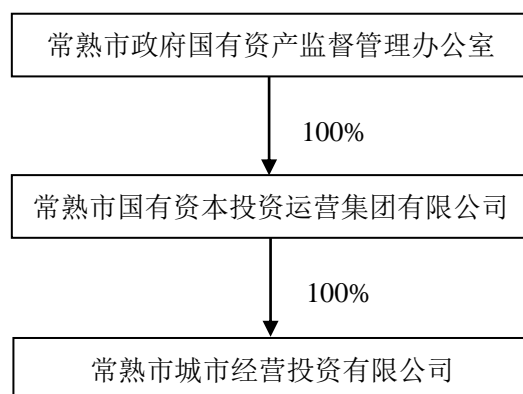 常熟市政府国有资产监督管理办公室
100%
常熟市国有资本投资运营集团有限公司
100%
常熟市城市经营投资有限公司